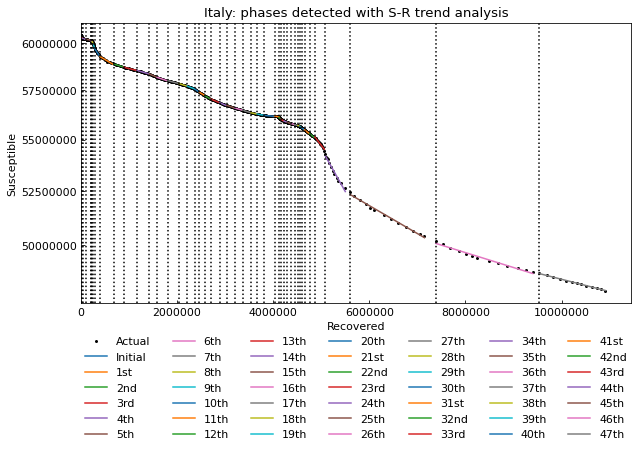 Italy: phases detected with S-R trend analysis
60000000
57500000
55000000
52500000
50000000
Susceptible
0 2000000 4000000 6000000 8000000 10000000
Recovered
Actual 6th 13th 20th 27th 34th 41st
Initial 7th 14th 21st 28th 35th 42nd
1st 8th 15th 22nd 29th 36th 43rd
2nd 9th 16th 23rd 30th 37th 44th
3rd 10th 17th 24th 31st 38th 45th
4th 11th 18th 25th 32nd 39th 46th
5th 12th 19th 26th 33rd 40th 47th